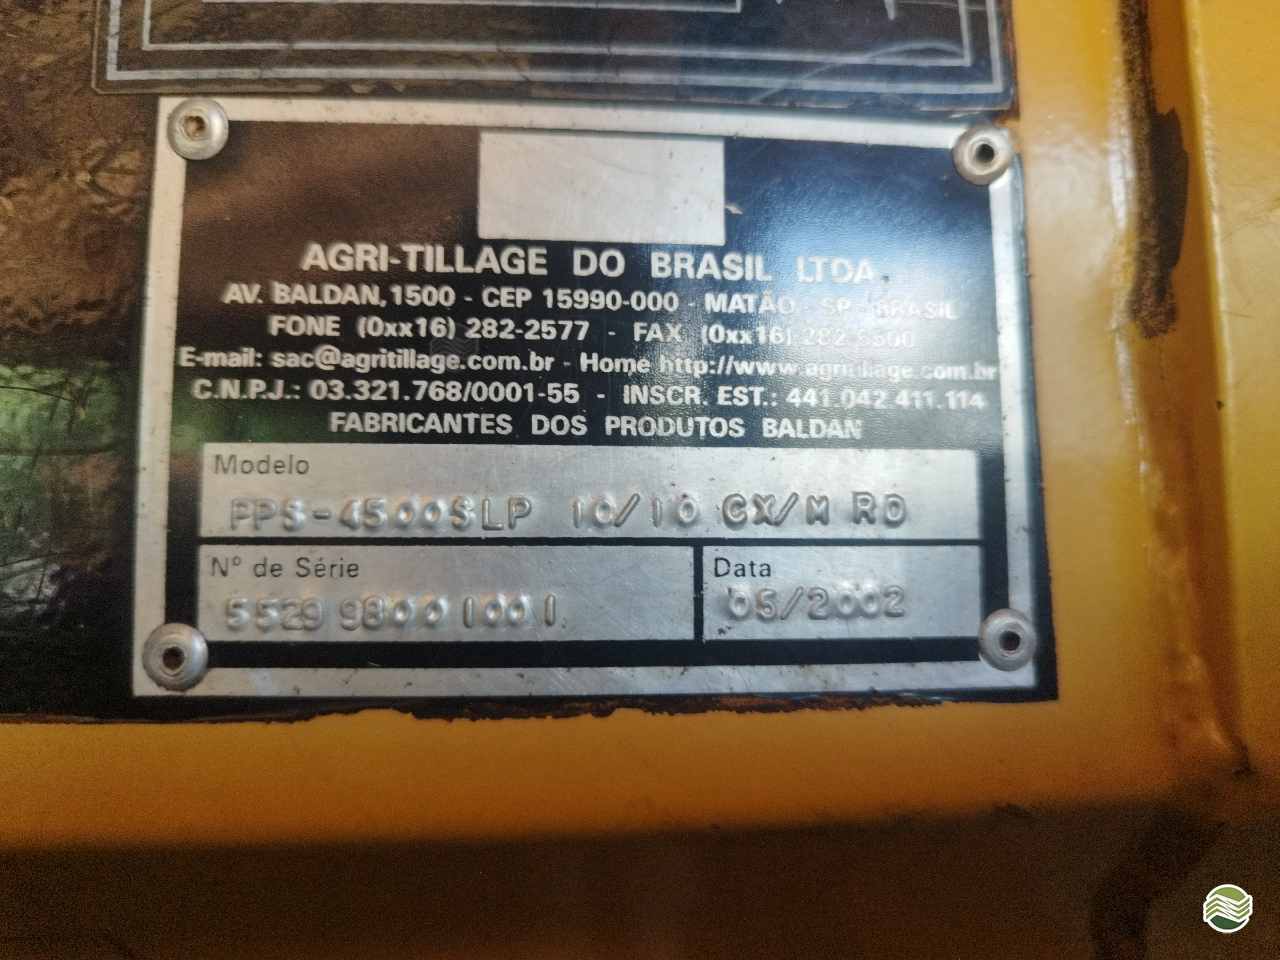 AGRI-TILLAGE DO BRASIL LTDA.
AV. BALDAN, 1500 - CEP 15990-000 - MATÃO - SP - BRASIL
FONE (0xx16) 282-2577 - FAX (0xx16) 282-6500
E-mail: sac@agritillage.com.br - Home http://www.agritillage.com.br
C.N.P.J.: 03.321.768/0001-55 - INSCR. EST.: 441.042.411.114
FABRICANTES DOS PRODUTOS BALDAN
Modelo
PPS-4500SLP 10/10 CX/M RD
Nº de Série
5529 9800 1001
Data
05/2002